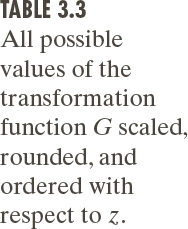 TABLE 3.3
All possible
values of the
transformation
function G scaled,
rounded, and
ordered with
respect to z.